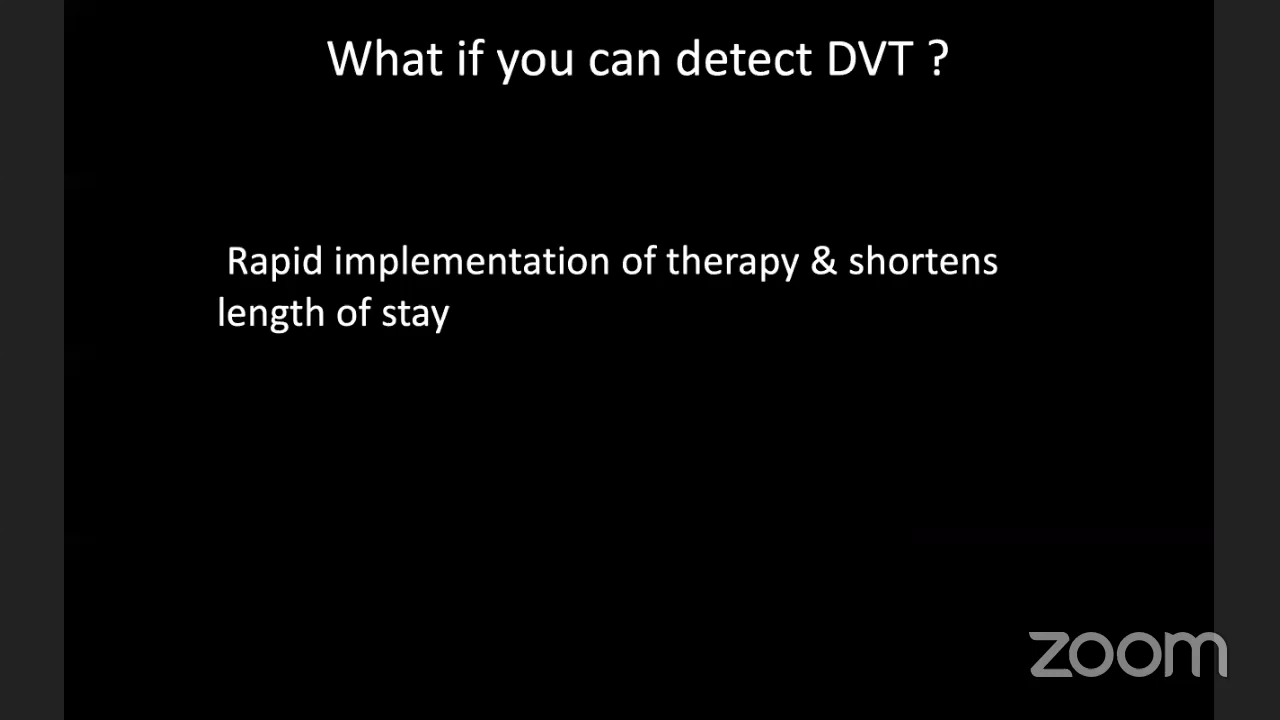 What if you can detect DVT ?
Rapid implementation of therapy & shortens
length of stay
zoom